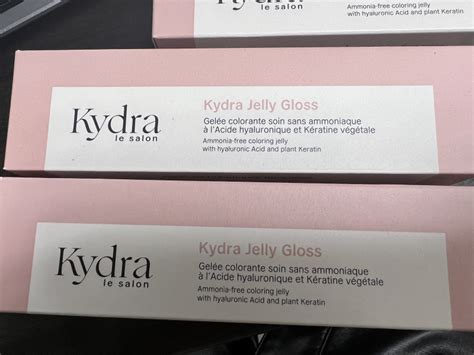 le salon
Ammonia-free coloring jelly
with hyaluronic Acid and plant Keratin
Kydra
le salon
Kydra Jelly Gloss
Gelée colorante soin sans ammoniaque
à l'Acide hyaluronique et Kératine végétale
Ammonia-free coloring jelly
with hyaluronic Acid and plant Keratin
Kydra
le salon
Kydra Jelly Gloss
Gelée colorante soin sans ammoniaque
à l'Acide hyaluronique et Kératine végétale
Ammonia-free coloring jelly
with hyaluronic Acid and plant Keratin